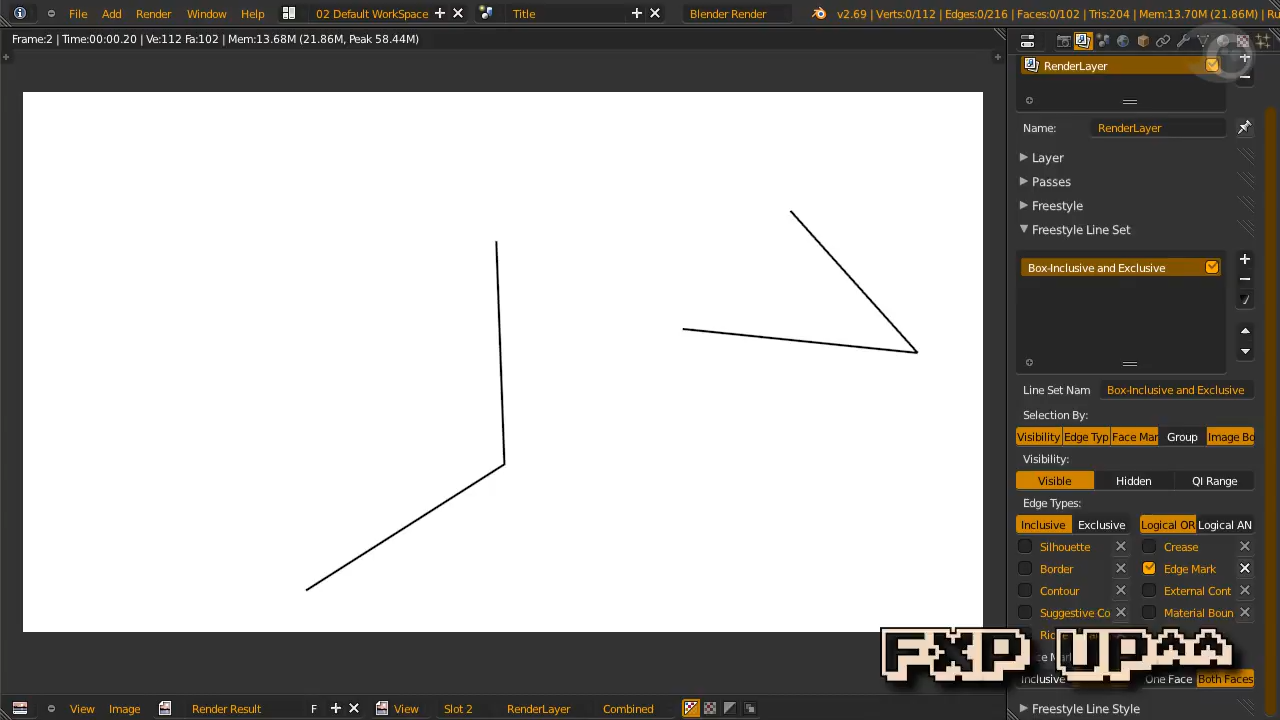 File Add Render Window Help 02 Default WorkSpace Title Blender Render v2.69 | Verts:0/112 | Edges:0/216 | Faces:0/102 | Tris:204 | Mem:13.70M (21.86M) | Ru
Frame:2 | Time:00:00.20 | Ve:112 Fa:102 | Mem:13.68M (21.86M, Peak 58.44M)
RenderLayer
Name: RenderLayer
Layer
Passes
Freestyle
Freestyle Line Set
Box-Inclusive and Exclusive
Line Set Nam Box-Inclusive and Exclusive
Selection By:
Visibility Edge Typ Face Mar Group Image Bo
Visibility:
Visible Hidden QI Range
Edge Types:
Inclusive Exclusive Logical OR Logical AN
Silhouette Crease
Border Edge Mark
Contour External Cont
Suggestive Co Material Boun
FXP UP^^
Inclusive One Face Both Faces
Freestyle Line Style
View Image Render Result F View Slot 2 RenderLayer Combined